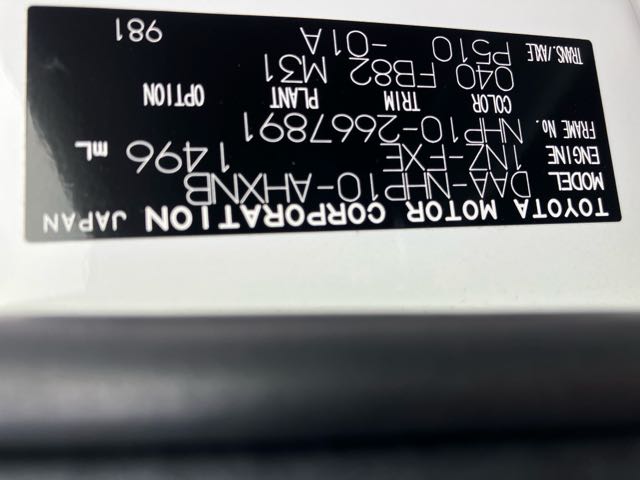 TOYOTA MOTOR CORPORATION JAPAN
MODEL DAA-NHP10-AHXNB
ENGINE 1NZ-FXE 1496 mL
FRAME No. NHP10-2667891
COLOR TRIM PLANT OPTION
040 FB82 M31
TRANS./AXLE P510 -01A
981